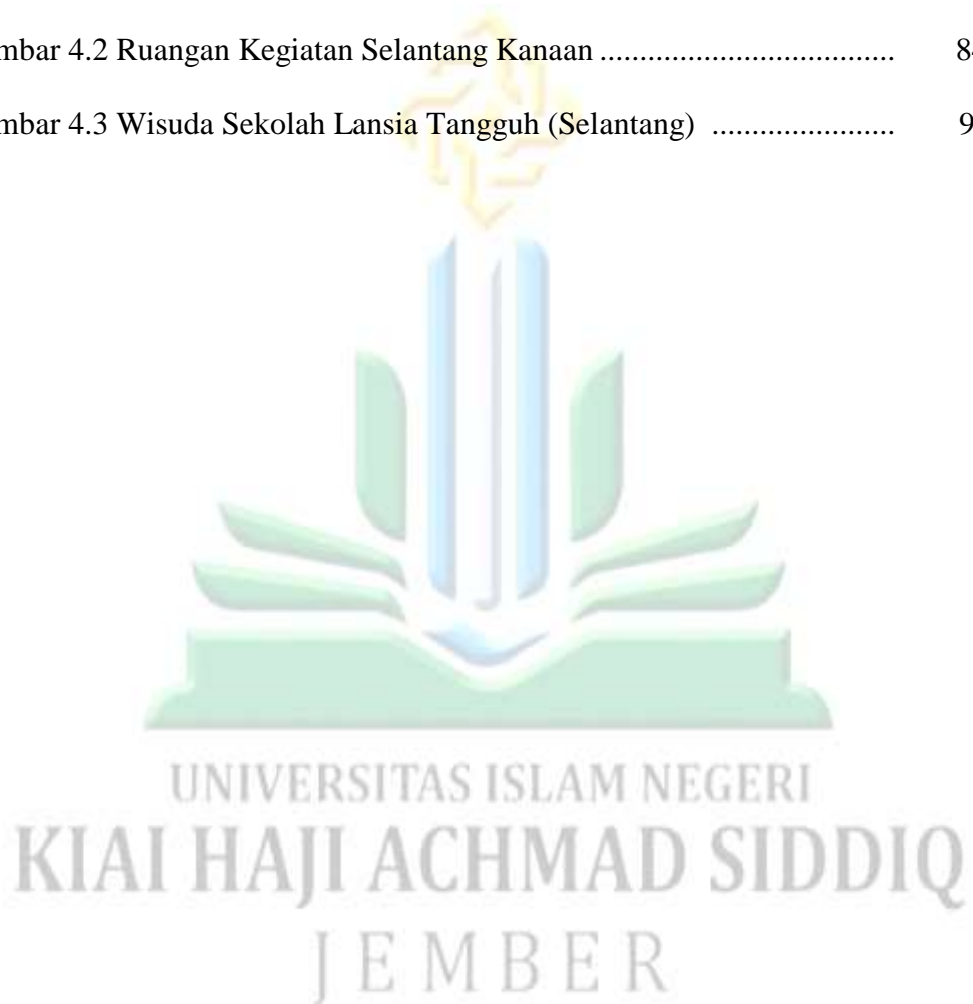 mbar 4.2 Ruangan Kegiatan Selantang Kanaan ....................................
mbar 4.3 Wisuda Sekolah Lansia Tangguh (Selantang) .......................
UNIVERSITAS ISLAM NEGERI
KIAI HAJI ACHMAD SIDDIQ
JEMBER